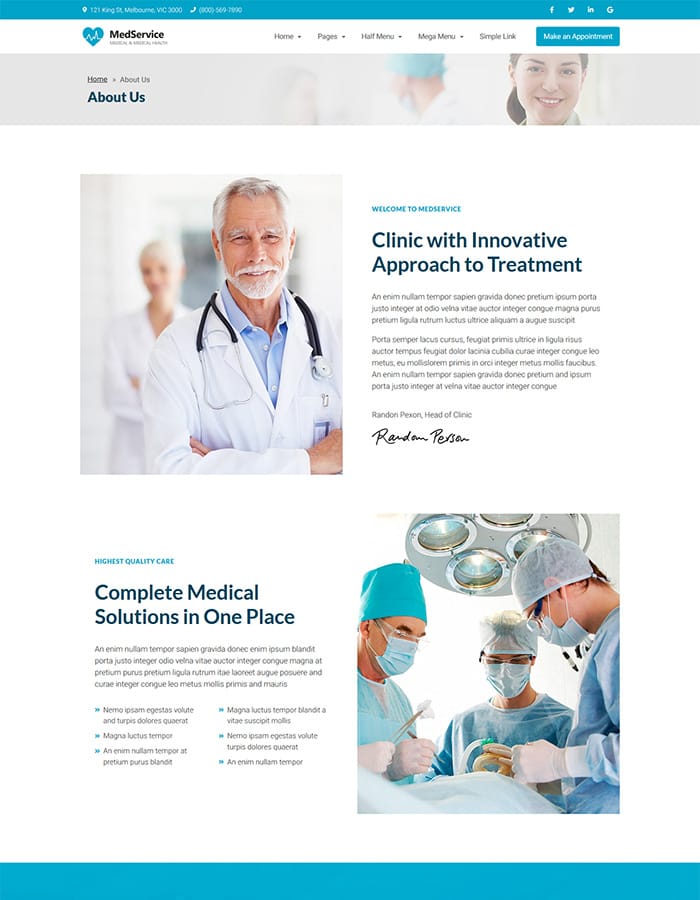 121 King St, Melbourne, VIC 3000 (800)-569-7890
MedService
MEDICAL & MEDICAL HEALTH
Home Pages Half Menu Mega Menu Simple Link Make an Appointment
Home » About Us
About Us
WELCOME TO MEDSERVICE
Clinic with Innovative
Approach to Treatment
An enim nullam tempor sapien gravida donec pretium ipsum porta
justo integer at odio velna vitae auctor integer congue magna purus
pretium ligula rutrum luctus ultrice aliquam a augue suscipit
Porta semper lacus cursus, feugiat primis ultrice in ligula risus
auctor tempus feugiat dolor lacinia cubilia curae integer congue leo
metus, eu mollislorem primis in orci integer metus mollis faucibus.
An enim nullam tempor sapien gravida donec pretium and ipsum
porta justo integer at velna vitae auctor integer congue
Randon Pexon, Head of Clinic
Random Person
HIGHEST QUALITY CARE
Complete Medical
Solutions in One Place
An enim nullam tempor sapien gravida donec enim ipsum blandit
porta justo integer odio velna vitae auctor integer congue magna at
pretium purus pretium ligula rutrum itae laoreet augue posuere and
curae integer congue leo metus mollis primis and mauris
Nemo ipsam egestas volute
and turpis dolores quaerat
Magna luctus tempor
An enim nullam tempor at
pretium purus blandit
Magna luctus tempor blandit a
vitae suscipit mollis
Nemo ipsam egestas volute
turpis dolores quaerat
An enim nullam tempor